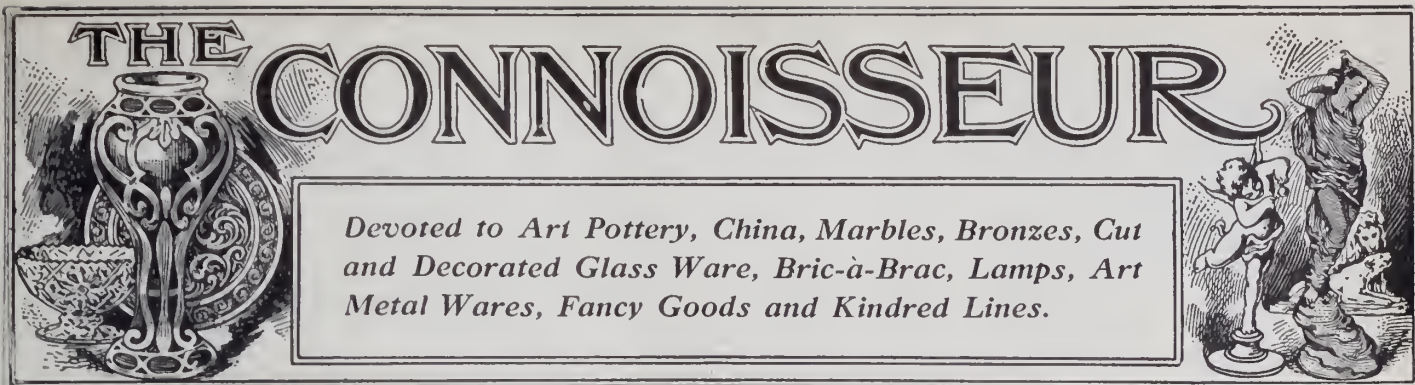 THE
CONNOISSEUR
Devoted to Art Pottery, China, Marbles, Bronzes, Cut
and Decorated Glass Ware, Bric-à-Brac, Lamps, Art
Metal Wares, Fancy Goods and Kindred Lines.